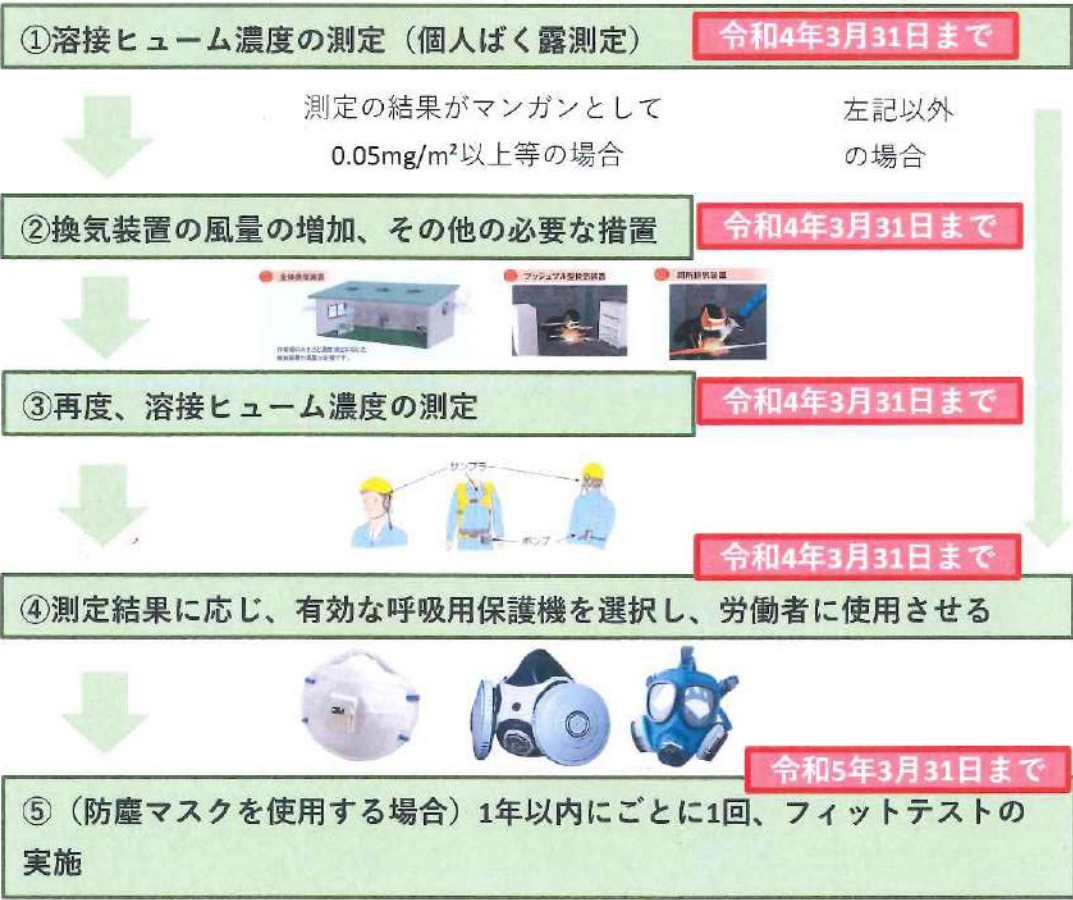 ①溶接ヒューム濃度の測定（個人ばく露測定）
令和4年3月31日まで
測定の結果がマンガンとして
0.05mg/m²以上等の場合
左記以外
の場合
②換気装置の風量の増加、その他の必要な措置
令和4年3月31日まで
全体換気装置
プッシュプル型換気装置
局所排気装置
③再度、溶接ヒューム濃度の測定
令和4年3月31日まで
サンプラー
ポンプ
令和4年3月31日まで
④測定結果に応じ、有効な呼吸用保護機を選択し、労働者に使用させる
3M
令和5年3月31日まで
⑤（防塵マスクを使用する場合）1年以内にごとに1回、フィットテストの
実施